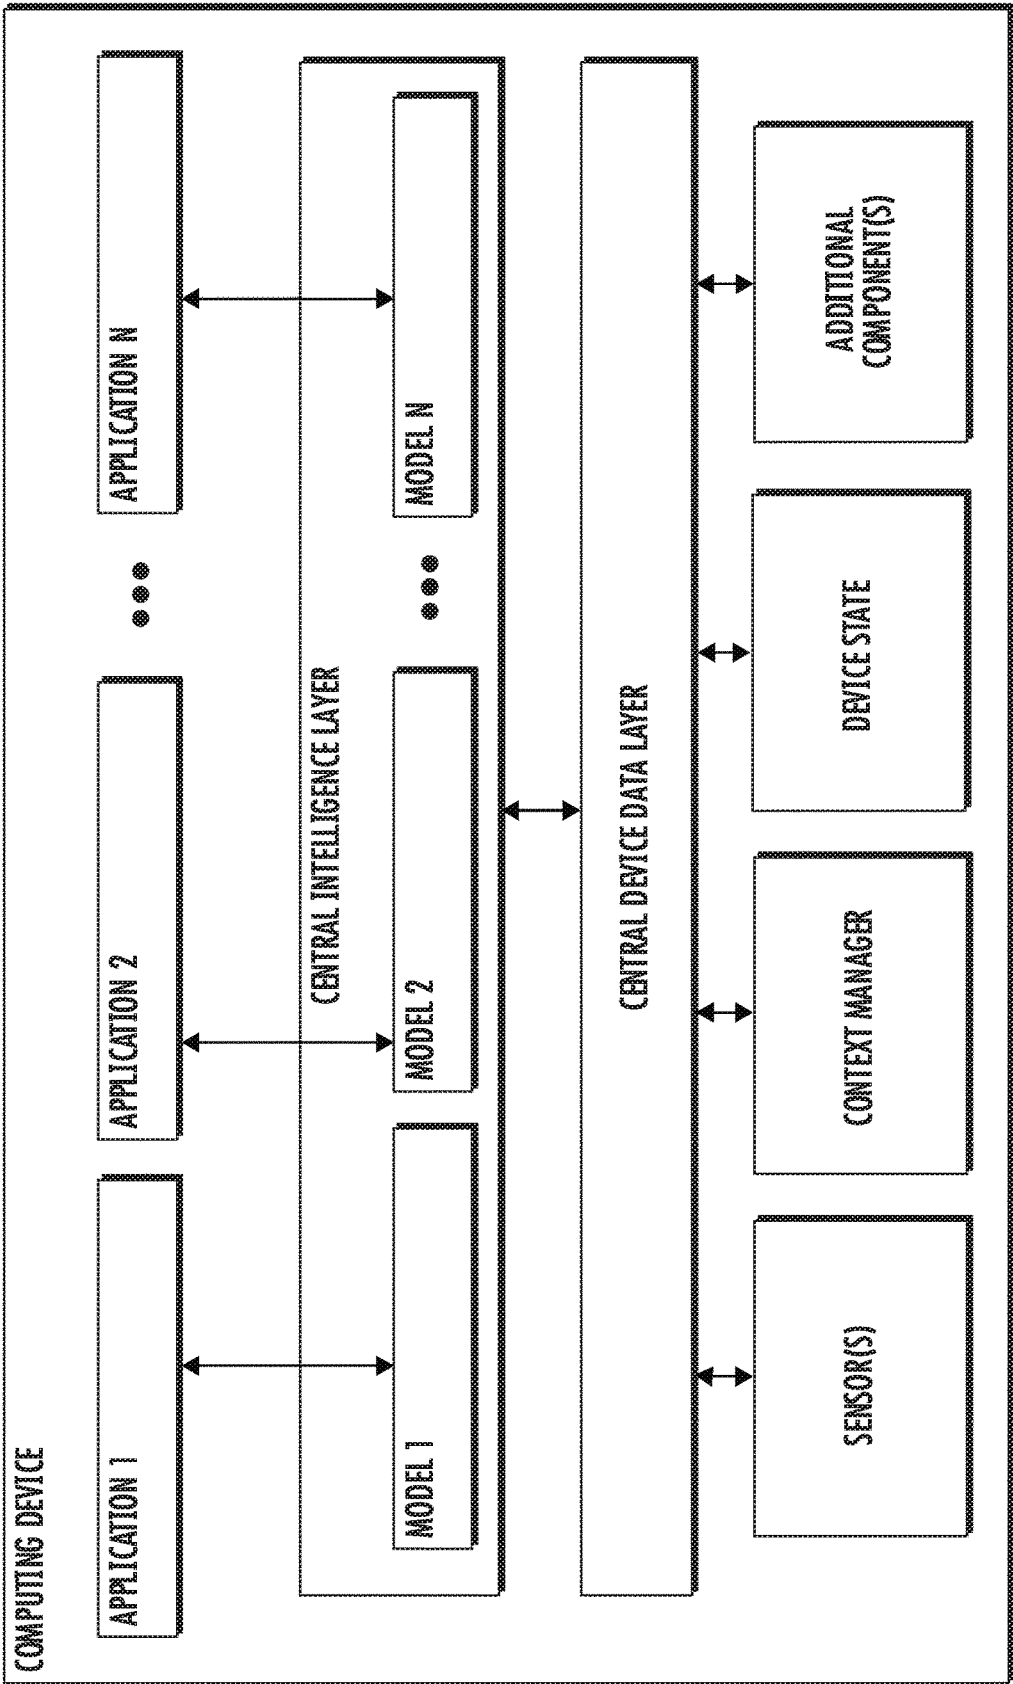 COMPUTING DEVICE
APPLICATION 1
APPLICATION 2
APPLICATION N
CENTRAL INTELLIGENCE LAYER
MODEL 1
MODEL 2
MODEL N
CENTRAL DEVICE DATA LAYER
SENSOR(S)
CONTEXT MANAGER
DEVICE STATE
ADDITIONAL
COMPONENT(S)